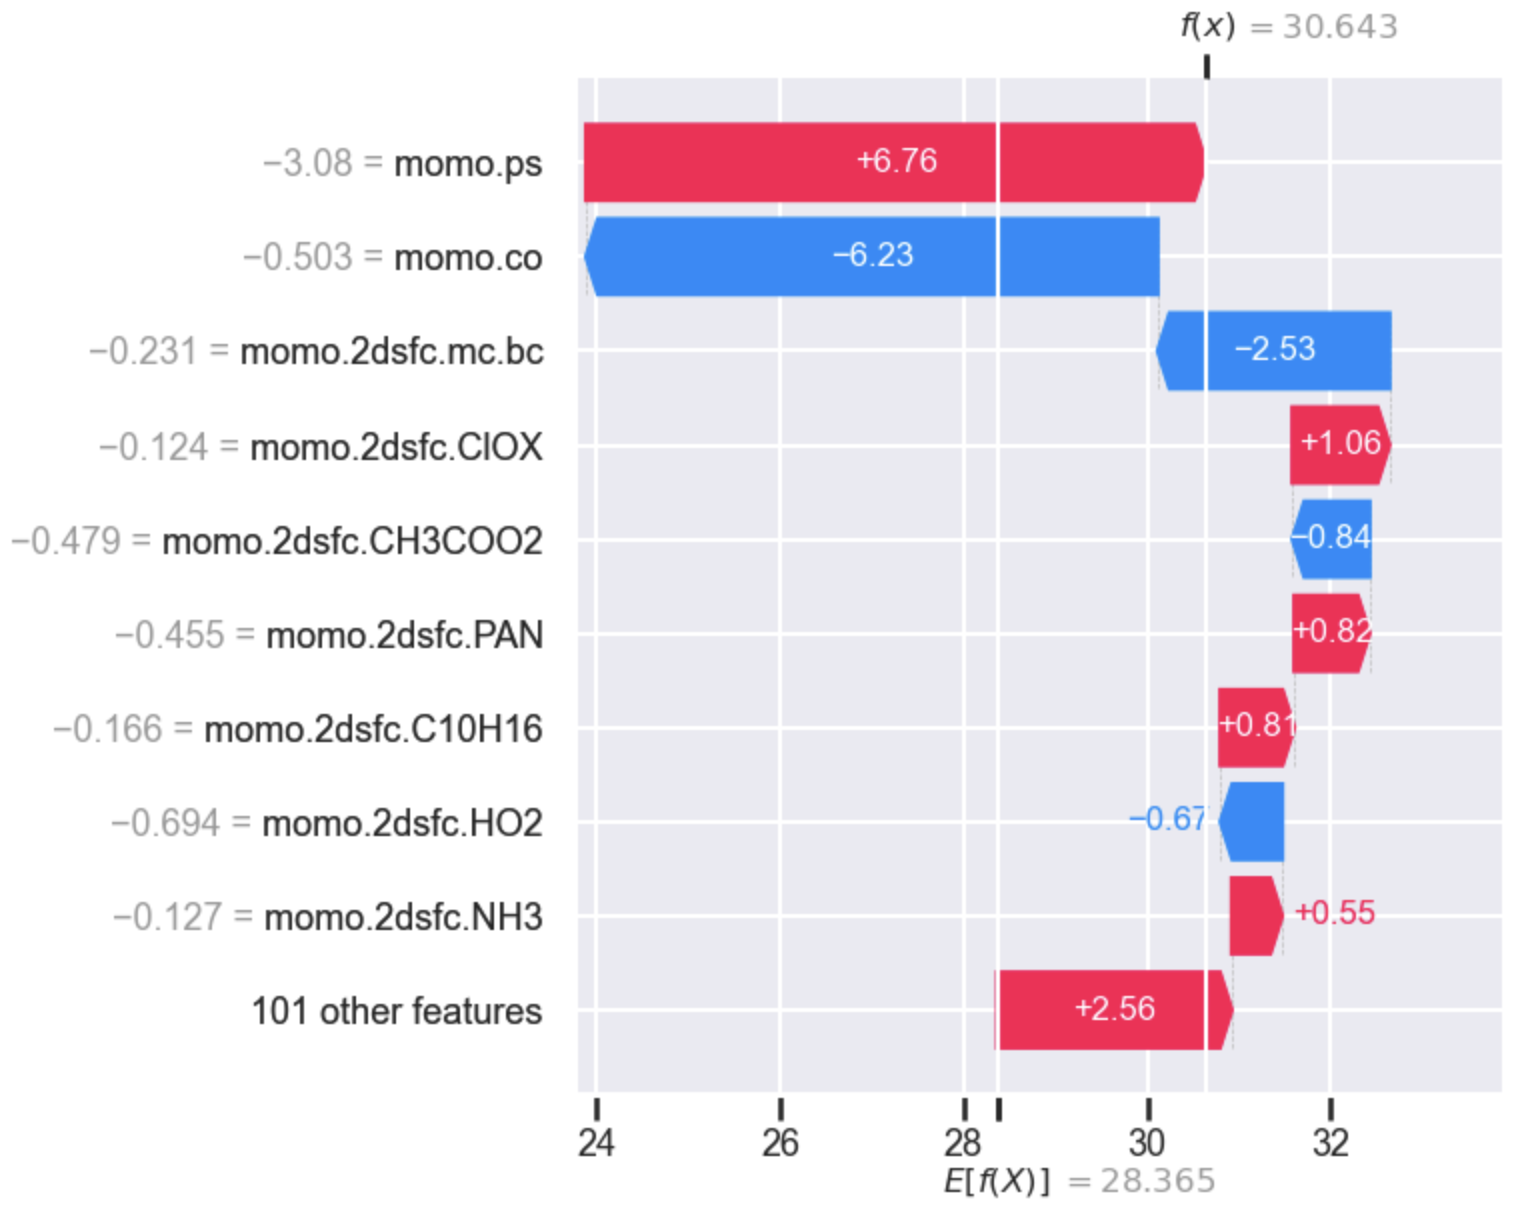 f(x) = 30.643
−3.08 = momo.ps +6.76
−0.503 = momo.co −6.23
−0.231 = momo.2dsfc.mc.bc −2.53
−0.124 = momo.2dsfc.ClOX +1.06
−0.479 = momo.2dsfc.CH3COO2 −0.84
−0.455 = momo.2dsfc.PAN +0.82
−0.166 = momo.2dsfc.C10H16 +0.81
−0.694 = momo.2dsfc.HO2 −0.67
−0.127 = momo.2dsfc.NH3 +0.55
101 other features +2.56
24 26 28 30 32
E[f(X)] = 28.365